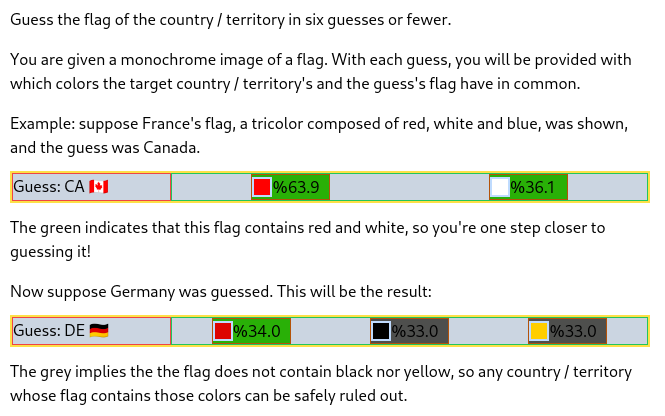 Guess the flag of the country / territory in six guesses or fewer.
You are given a monochrome image of a flag. With each guess, you will be provided with
which colors the target country / territory's and the guess's flag have in common.
Example: suppose France's flag, a tricolor composed of red, white and blue, was shown,
and the guess was Canada.
Guess: CA 🇨🇦 %63.9 %36.1
The green indicates that this flag contains red and white, so you're one step closer to
guessing it!
Now suppose Germany was guessed. This will be the result:
Guess: DE 🇩🇪 %34.0 %33.0 %33.0
The grey implies the the flag does not contain black nor yellow, so any country / territory
whose flag contains those colors can be safely ruled out.